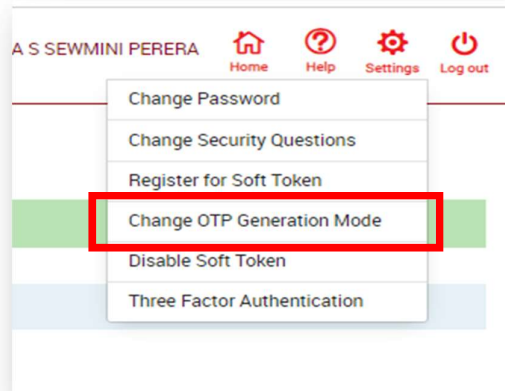 A S SEWMINI PERERA
Home Help Settings Log out
Change Password
Change Security Questions
Register for Soft Token
Change OTP Generation Mode
Disable Soft Token
Three Factor Authentication